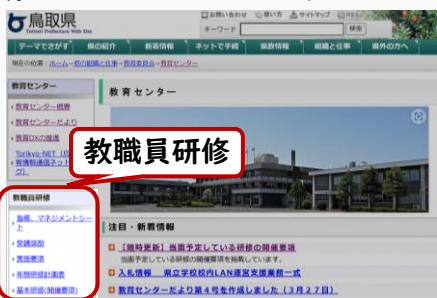 鳥取県
Tottori Prefecture Web Site
お問い合わせ 使い方 サイトマップ RSS
キーワード 検索
テーマでさがす 県の紹介 新着情報 ネットで手続 県政情報 組織と仕事 県外の方へ
現在の位置：ホーム→県の組織と仕事→教育委員会→教育センター
教育センター
教育センター
教育センター概要
教育センターだより
教育DXの推進
Torikyo-NET
教職員研修
教職員研修
指標、マネジメントシート
受講奨励
実施要項
年間研修計画表
基本研修(開催要項)
注目・新着情報
【随時更新】当面予定している研修の開催要項
当面予定している研修の開催要項を掲載しています。
入札情報 県立学校校内LAN運営支援業務一式
教育センターだより第４号を作成しました（３月２７日）